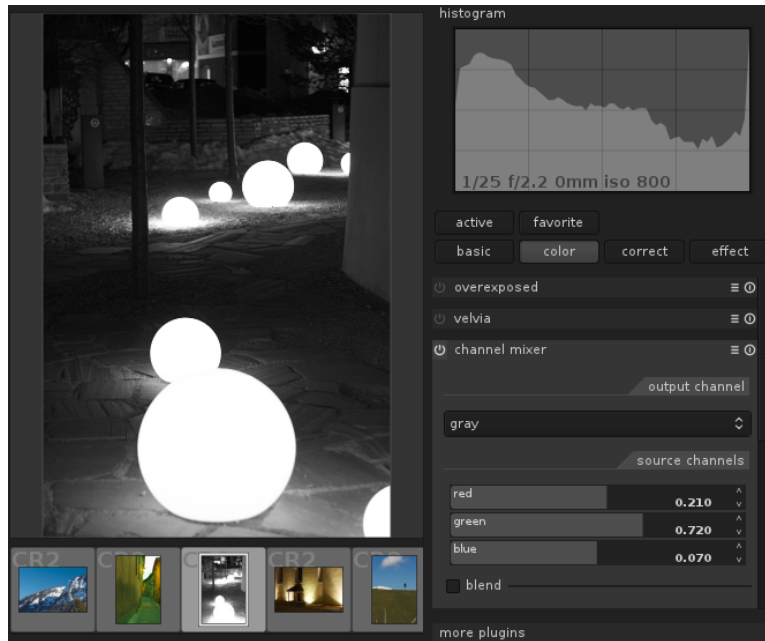 histogram
1/25 f/2.2 0mm iso 800
active favorite
basic color correct effect
overexposed
velvia
channel mixer
output channel
gray
source channels
red
0.210
green
0.720
blue
0.070
blend
more plugins
CR2
CR2